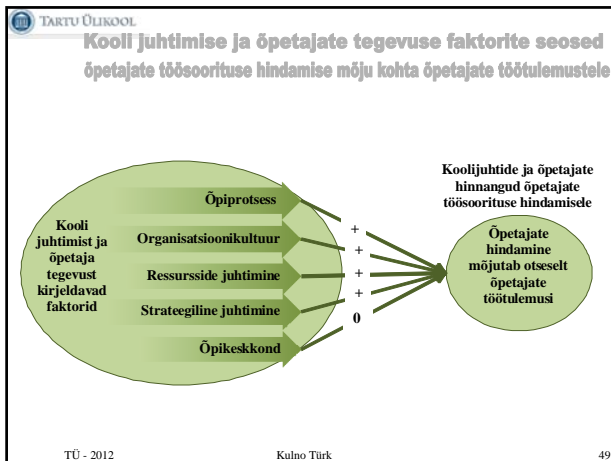 TARTU ÜLIKOOL
Kooli juhtimise ja õpetajate tegevuse faktorite seosed
õpetajate töösoorituse hindamise mõju kohta õpetajate töötulemustele
Koolijuhtide ja õpetajate
hinnangud õpetajate
töösoorituse hindamisele
Kooli
juhtimist ja
õpetaja
tegevust
kirjeldavad
faktorid
Õpiprotsess
Organisatsioonikultuur
Ressursside juhtimine
Strateegiline juhtimine
Õpikeskkond
+
+
+
+
0
Õpetajate
hindamine
mõjutab otseselt
õpetajate
töötulemusi
TÜ - 2012 Kulno Türk 49